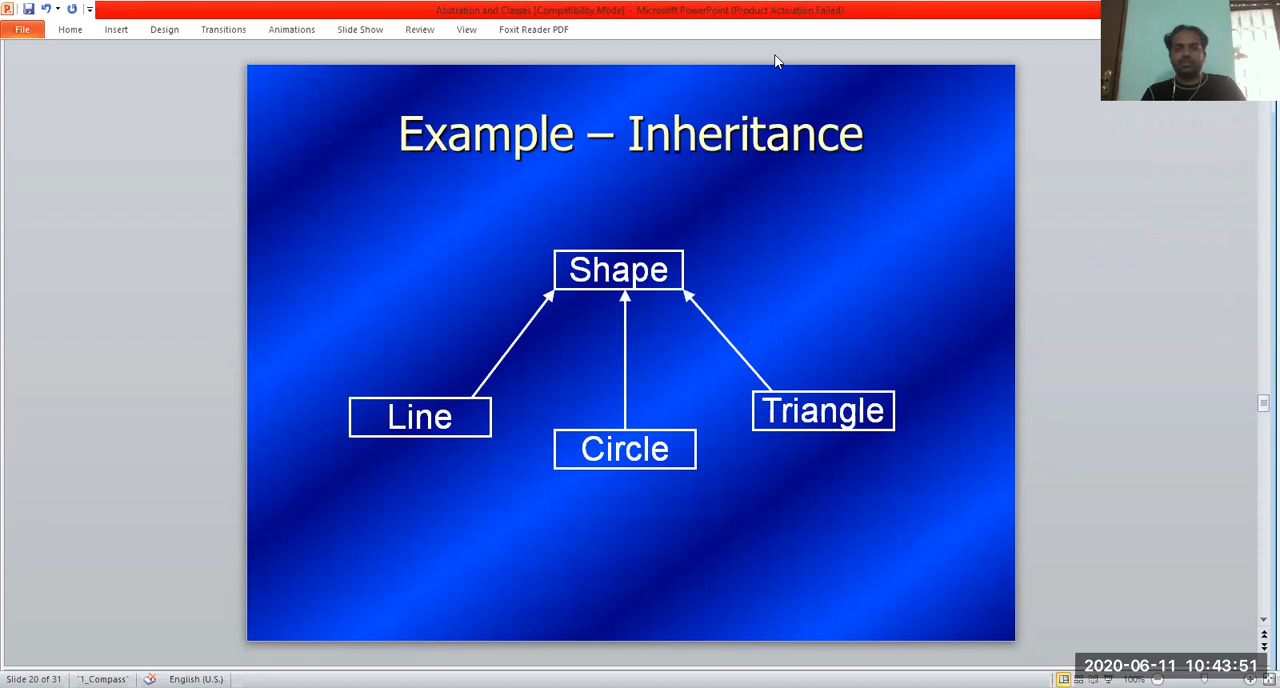 Abstration and Classes [Compatibility Mode] - Microsoft PowerPoint (Product Activation Failed)
File Home Insert Design Transitions Animations Slide Show Review View Foxit Reader PDF
Example – Inheritance
Shape
Line
Circle
Triangle
2020-06-11 10:43:51
Slide 20 of 31 "1_Compass" English (U.S.) 100%